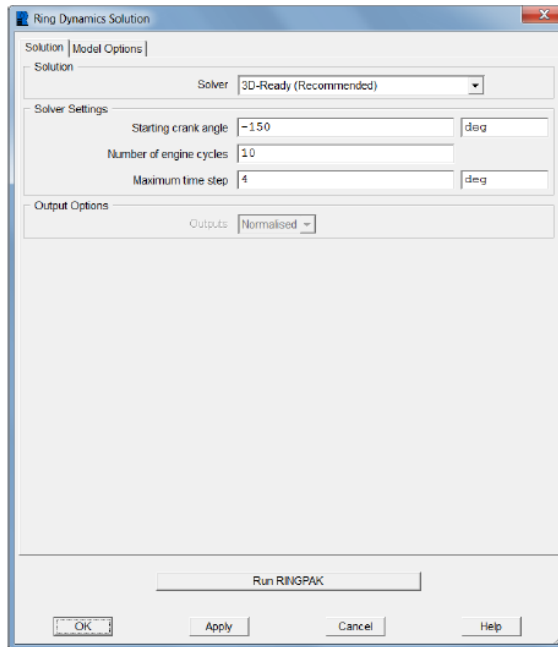 Ring Dynamics Solution
Solution Model Options
Solution
Solver 3D-Ready (Recommended)
Solver Settings
Starting crank angle -150 deg
Number of engine cycles 10
Maximum time step 4 deg
Output Options
Outputs Normalised
Run RINGPAK
OK Apply Cancel Help